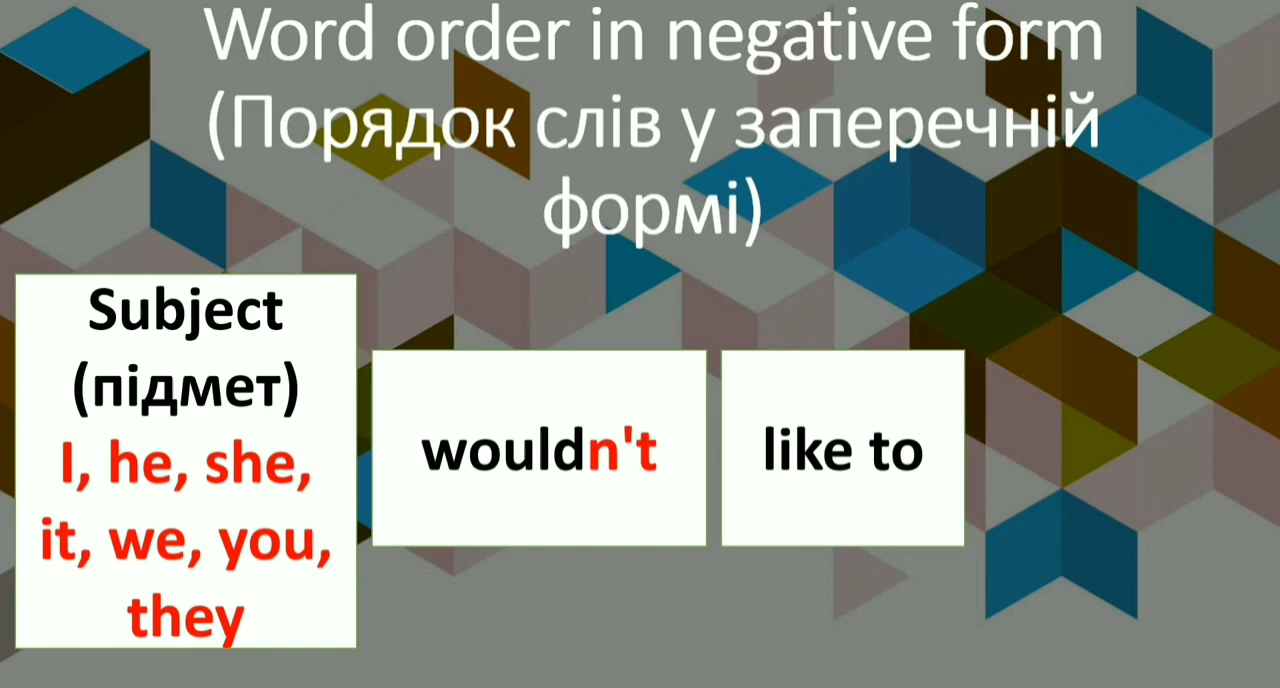 Word order in negative form
(Порядок слів у заперечній
формі)
Subject
(підмет)
I, he, she,
it, we, you,
they
wouldn't
like to